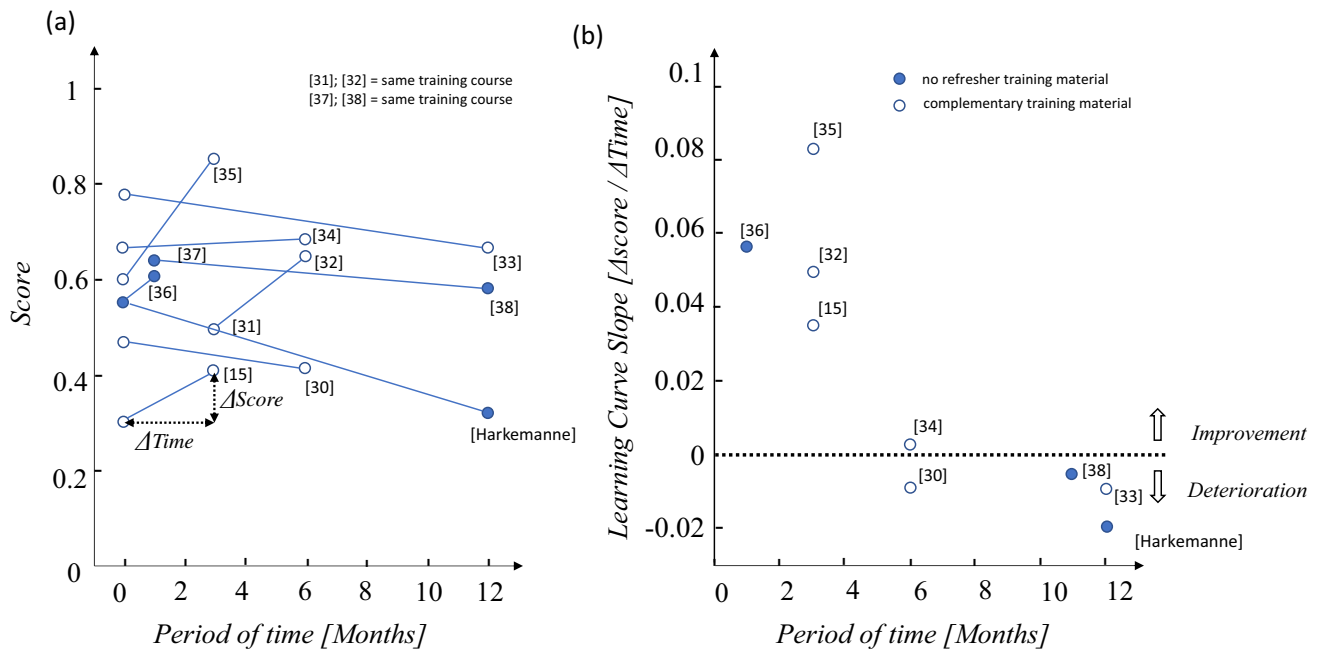 (a)
[31]; [32] = same training course
[37]; [38] = same training course
1
0.8
0.6
0.4
0.2
0
Score
[35]
[34]
[32]
[37]
[36]
[33]
[38]
[31]
[15]
[30]
ΔScore
ΔTime
[Harkemanne]
0 2 4 6 8 10 12
Period of time [Months]
(b)
no refresher training material
complementary training material
0.1
0.08
0.06
0.04
0.02
0
-0.02
Learning Curve Slope [Δscore / ΔTime]
[35]
[36]
[32]
[15]
[34]
[30]
[38]
[33]
[Harkemanne]
Improvement
Deterioration
0 2 4 6 8 10 12
Period of time [Months]